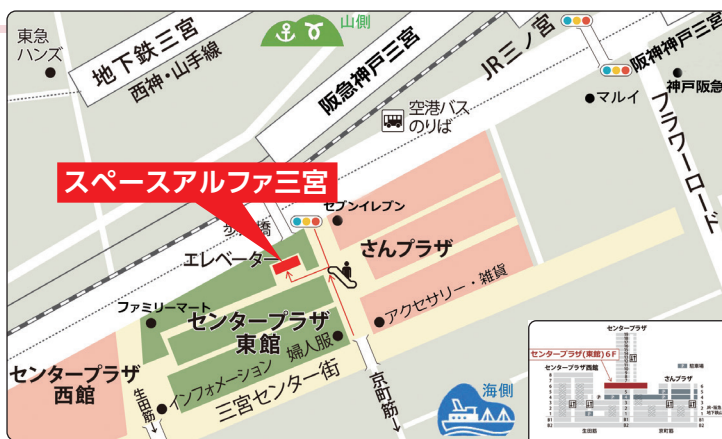 東急
ハンズ
地下鉄三宮
西神・山手線
山側
阪急神戸三宮
JR三ノ宮
阪神神戸三宮
神戸阪急
マルイ
フラワーロード
空港バス
のりば
スペースアルファ三宮
セブンイレブン
エレベーター
さんプラザ
ファミリーマート
センタープラザ
東館
アクセサリー・雑貨
婦人服
インフォメーション
三宮センター街
センタープラザ
西館
生田筋
京町筋
海側
センタープラザ
センタープラザ(東館)6F
駐車場
センタープラザ西館
さんプラザ
生田筋
京町筋